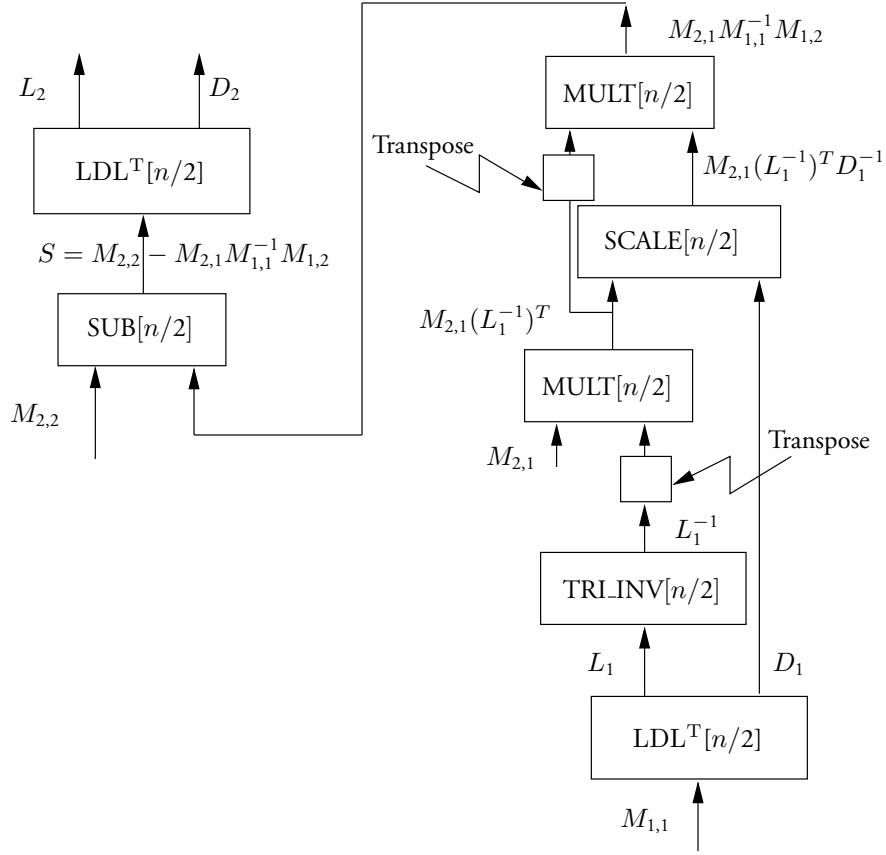 $M_{2,1}M_{1,1}^{-1}M_{1,2}$
$L_2$
$D_2$
MULT[$n/2$]
Transpose
LDL$^{\mathrm{T}}$[$n/2$]
$M_{2,1}(L_1^{-1})^T D_1^{-1}$
SCALE[$n/2$]
$S = M_{2,2} - M_{2,1}M_{1,1}^{-1}M_{1,2}$
SUB[$n/2$]
$M_{2,1}(L_1^{-1})^T$
MULT[$n/2$]
$M_{2,2}$
$M_{2,1}$
Transpose
$L_1^{-1}$
TRI_INV[$n/2$]
$L_1$
$D_1$
LDL$^{\mathrm{T}}$[$n/2$]
$M_{1,1}$